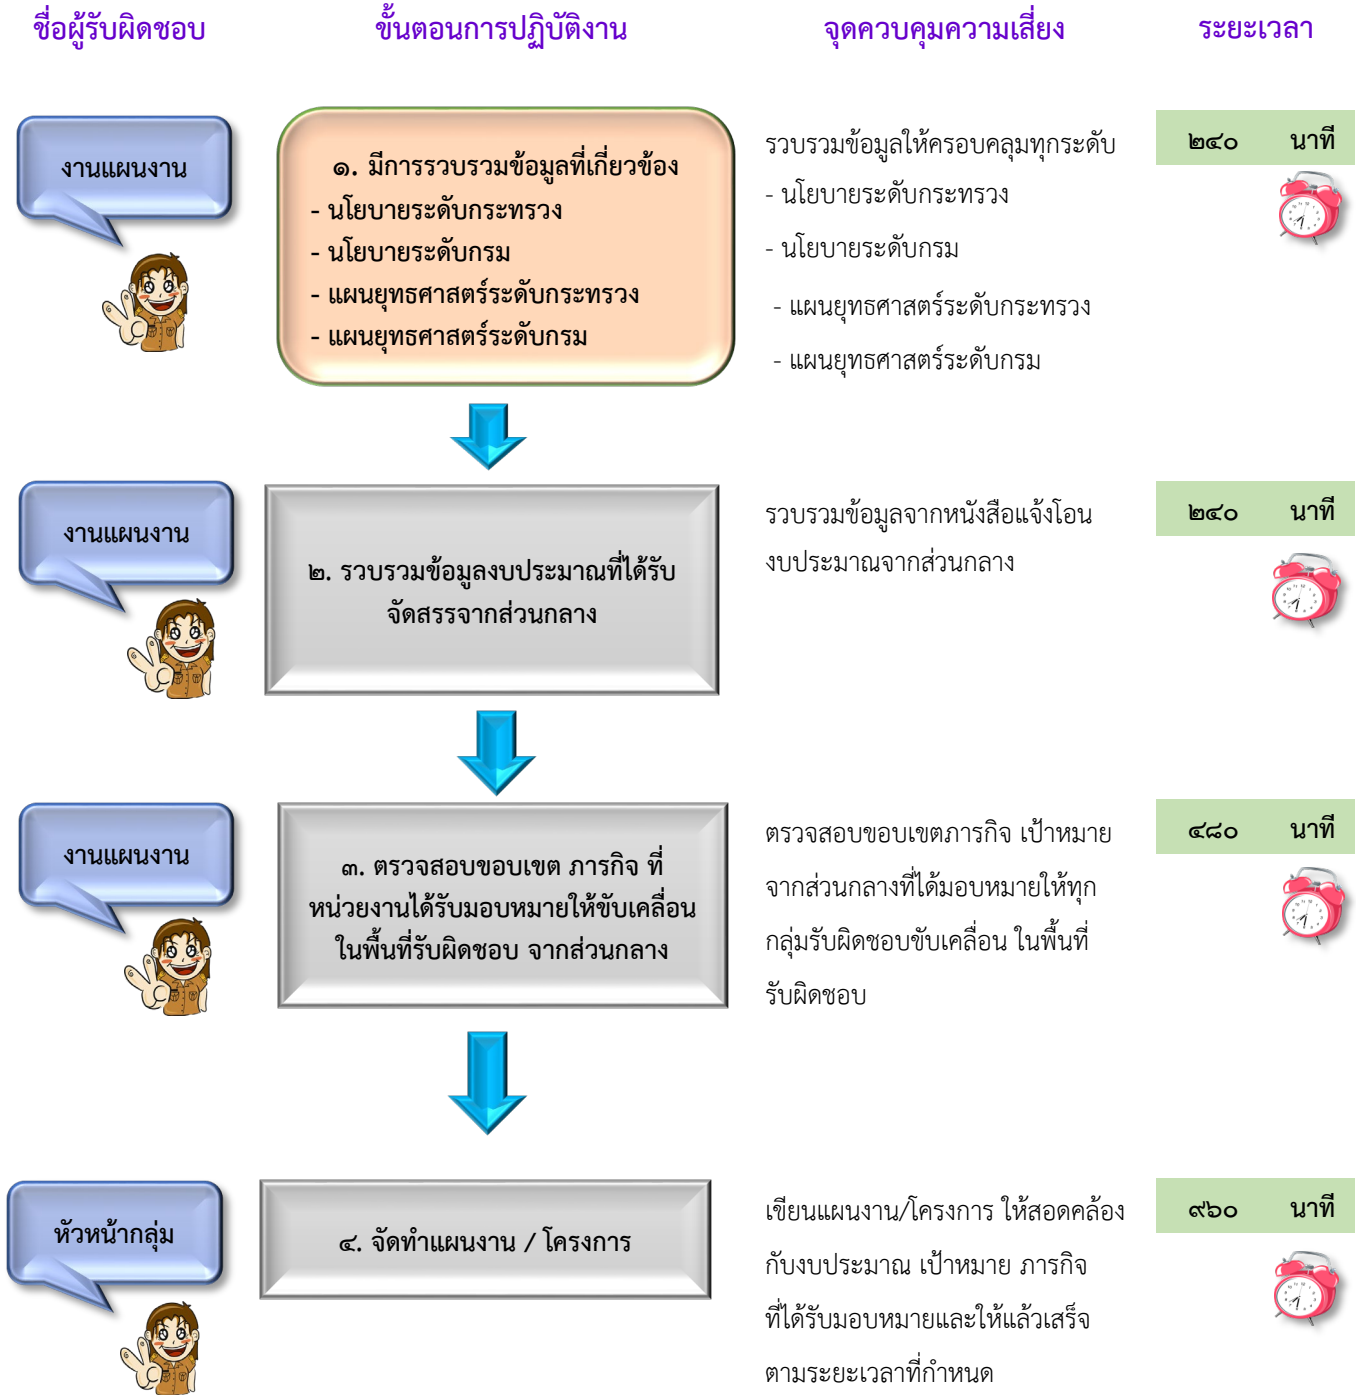 ชื่อผู้รับผิดชอบ ขั้นตอนการปฏิบัติงาน จุดควบคุมความเสี่ยง ระยะเวลา
งานแผนงาน
๑. มีการรวบรวมข้อมูลที่เกี่ยวข้อง
- นโยบายระดับกระทรวง
- นโยบายระดับกรม
- แผนยุทธศาสตร์ระดับกระทรวง
- แผนยุทธศาสตร์ระดับกรม
รวบรวมข้อมูลให้ครอบคลุมทุกระดับ
- นโยบายระดับกระทรวง
- นโยบายระดับกรม
- แผนยุทธศาสตร์ระดับกระทรวง
- แผนยุทธศาสตร์ระดับกรม
๒๔๐ นาที
งานแผนงาน
๒. รวบรวมข้อมูลงบประมาณที่ได้รับ
จัดสรรจากส่วนกลาง
รวบรวมข้อมูลจากหนังสือแจ้งโอน
งบประมาณจากส่วนกลาง
๒๔๐ นาที
งานแผนงาน
๓. ตรวจสอบขอบเขต ภารกิจ ที่
หน่วยงานได้รับมอบหมายให้ขับเคลื่อน
ในพื้นที่รับผิดชอบ จากส่วนกลาง
ตรวจสอบขอบเขตภารกิจ เป้าหมาย
จากส่วนกลางที่ได้มอบหมายให้ทุก
กลุ่มรับผิดชอบขับเคลื่อน ในพื้นที่
รับผิดชอบ
๔๘๐ นาที
หัวหน้ากลุ่ม
๔. จัดทำแผนงาน / โครงการ
เขียนแผนงาน/โครงการ ให้สอดคล้อง
กับงบประมาณ เป้าหมาย ภารกิจ
ที่ได้รับมอบหมายและให้แล้วเสร็จ
ตามระยะเวลาที่กำหนด
๙๖๐ นาที